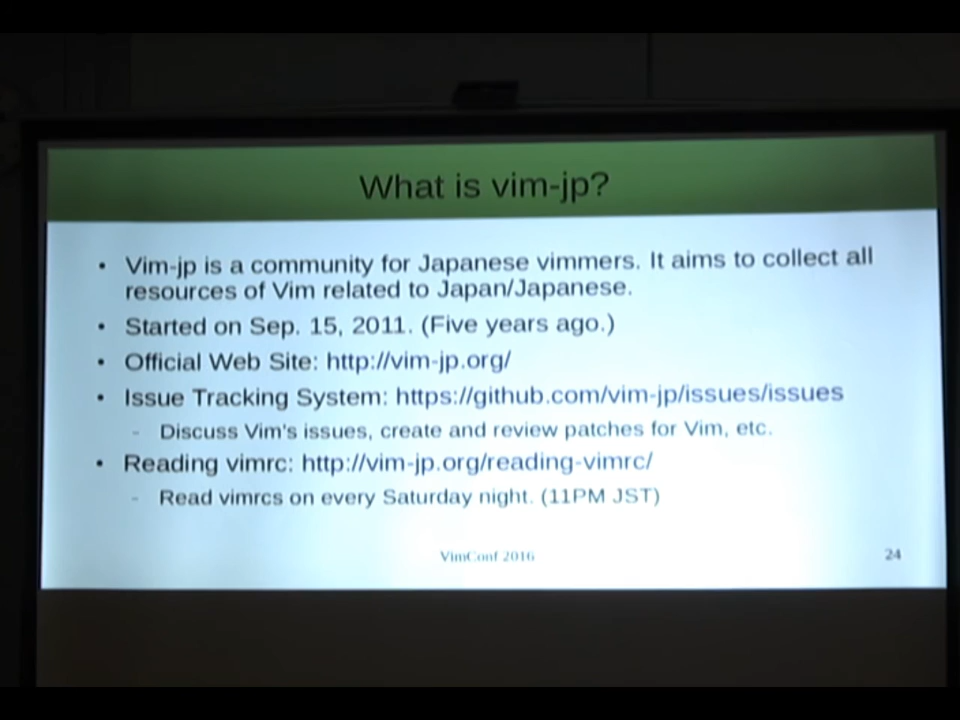 What is vim-jp?
• Vim-jp is a community for Japanese vimmers. It aims to collect all
resources of Vim related to Japan/Japanese.
• Started on Sep. 15, 2011. (Five years ago.)
• Official Web Site: http://vim-jp.org/
• Issue Tracking System: https://github.com/vim-jp/issues/issues
- Discuss Vim's issues, create and review patches for Vim, etc.
• Reading vimrc: http://vim-jp.org/reading-vimrc/
- Read vimrcs on every Saturday night. (11PM JST)
VimConf 2016
24